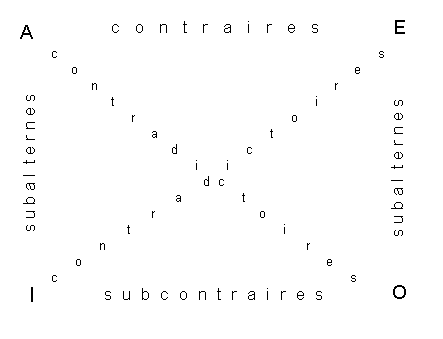 A contraires E
contradictoires
contradictoires
subalternes
subalternes
I subcontraires O